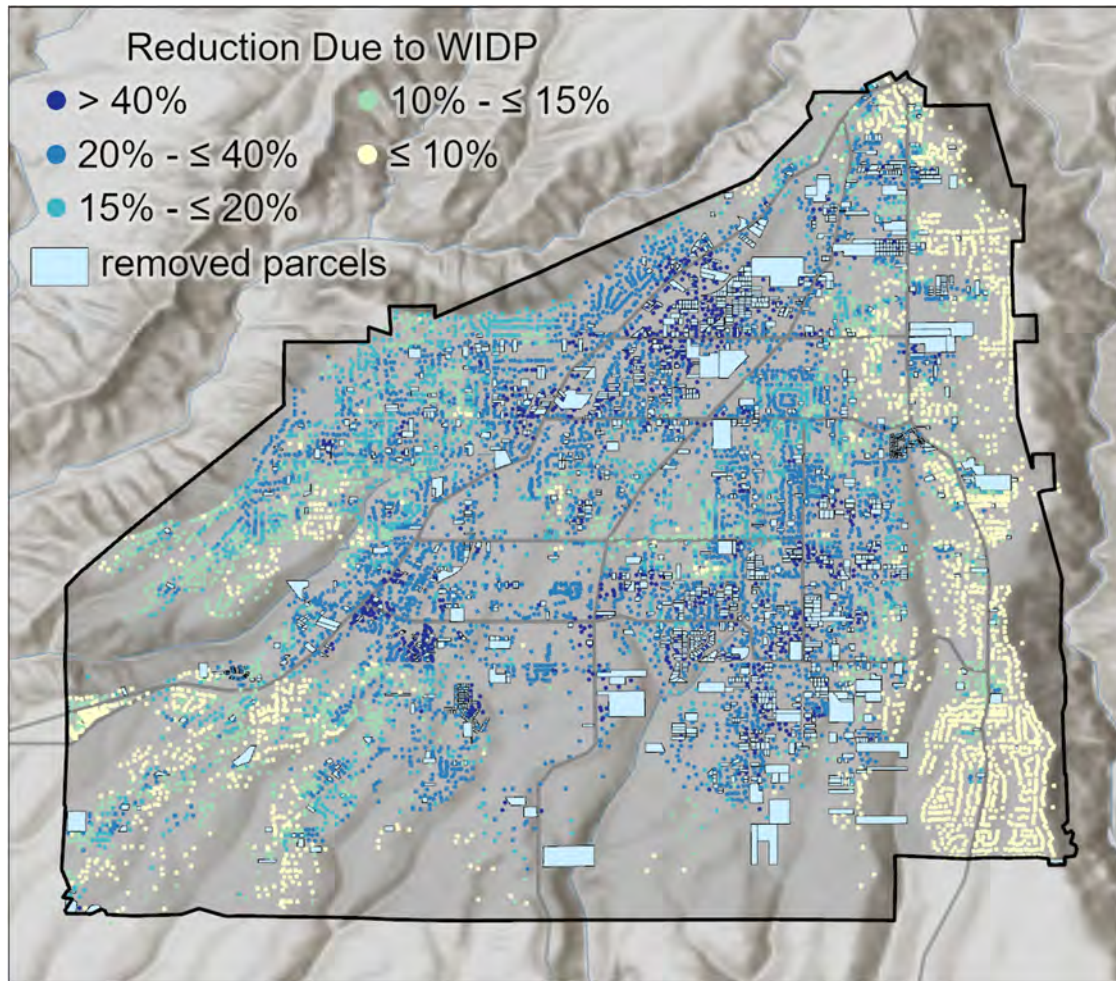 Reduction Due to WIDP
> 40%
20% - ≤ 40%
15% - ≤ 20%
10% - ≤ 15%
≤ 10%
removed parcels